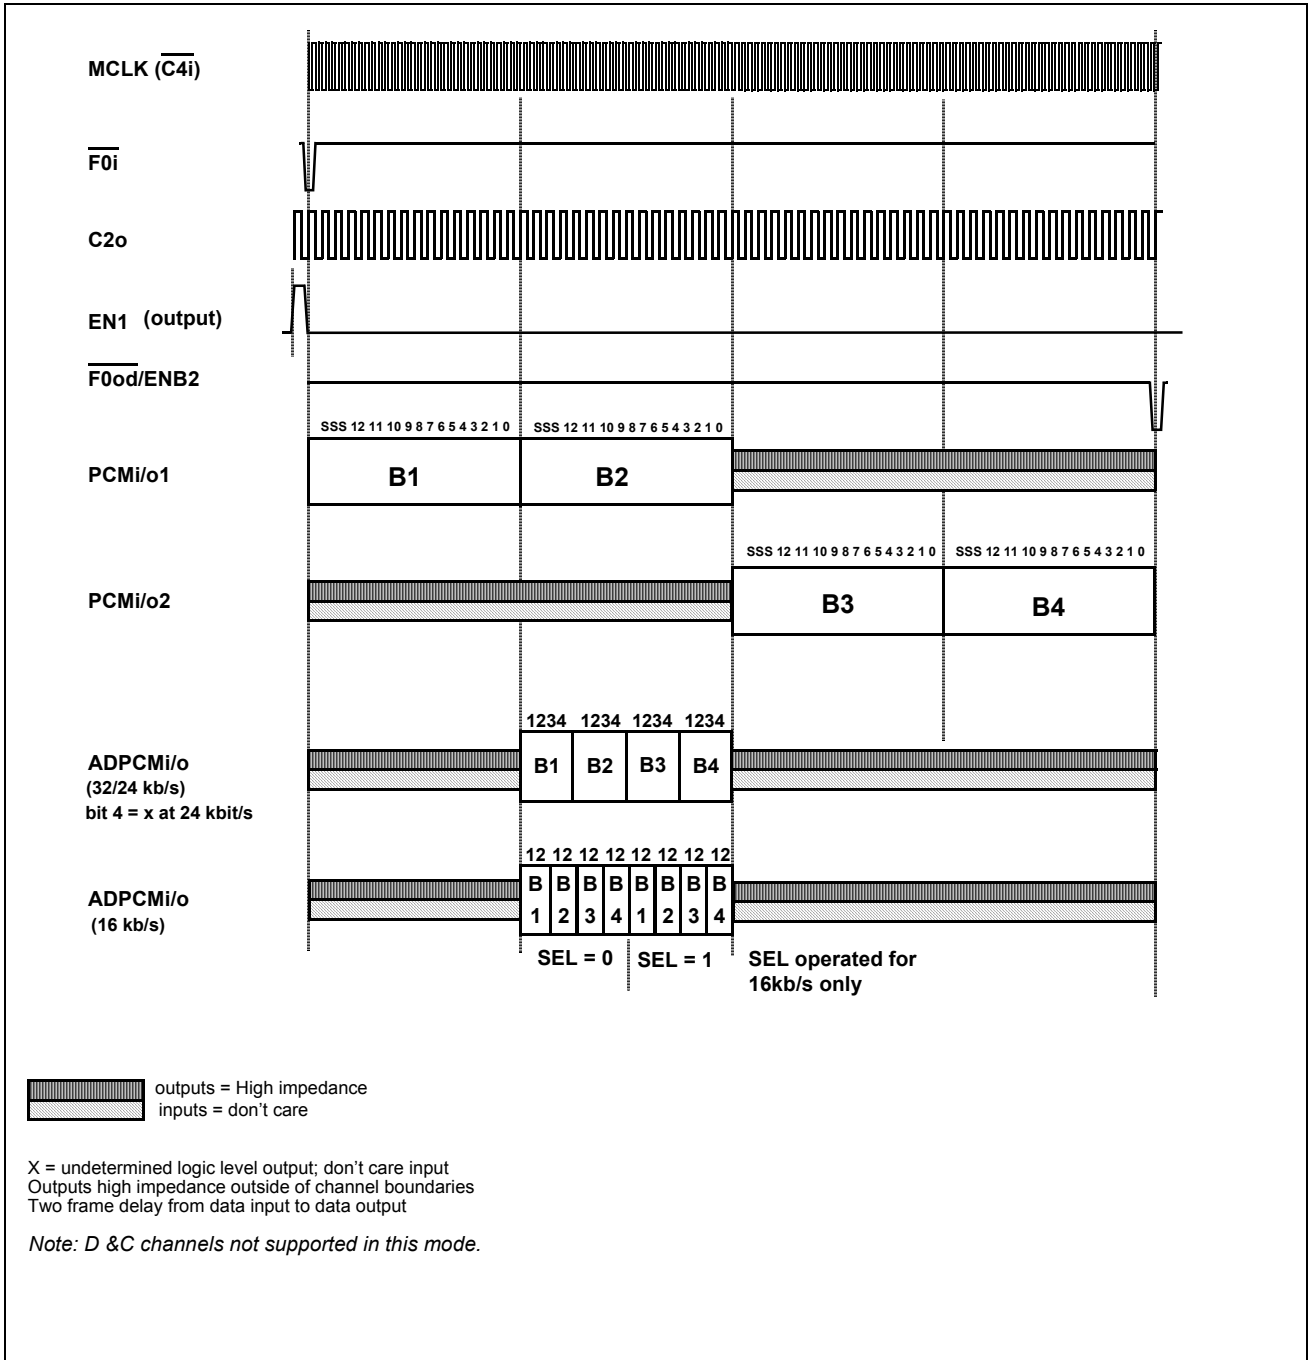 MCLK (C4i)
F0i
C2o
EN1 (output)
F0od/ENB2
SSS 12 11 10 9 8 7 6 5 4 3 2 1 0 SSS 12 11 10 9 8 7 6 5 4 3 2 1 0
PCMi/o1 B1 B2
SSS 12 11 10 9 8 7 6 5 4 3 2 1 0 SSS 12 11 10 9 8 7 6 5 4 3 2 1 0
PCMi/o2 B3 B4
1234 1234 1234 1234
ADPCMi/o B1 B2 B3 B4
(32/24 kb/s)
bit 4 = x at 24 kbit/s
12 12 12 12 12 12 12 12
B B B B B B B B
ADPCMi/o
1 2 3 4 1 2 3 4
(16 kb/s)
SEL = 0 SEL = 1 SEL operated for
16kb/s only
outputs = High impedance
inputs = don't care
X = undetermined logic level output; don't care input
Outputs high impedance outside of channel boundaries
Two frame delay from data input to data output
Note: D &C channels not supported in this mode.